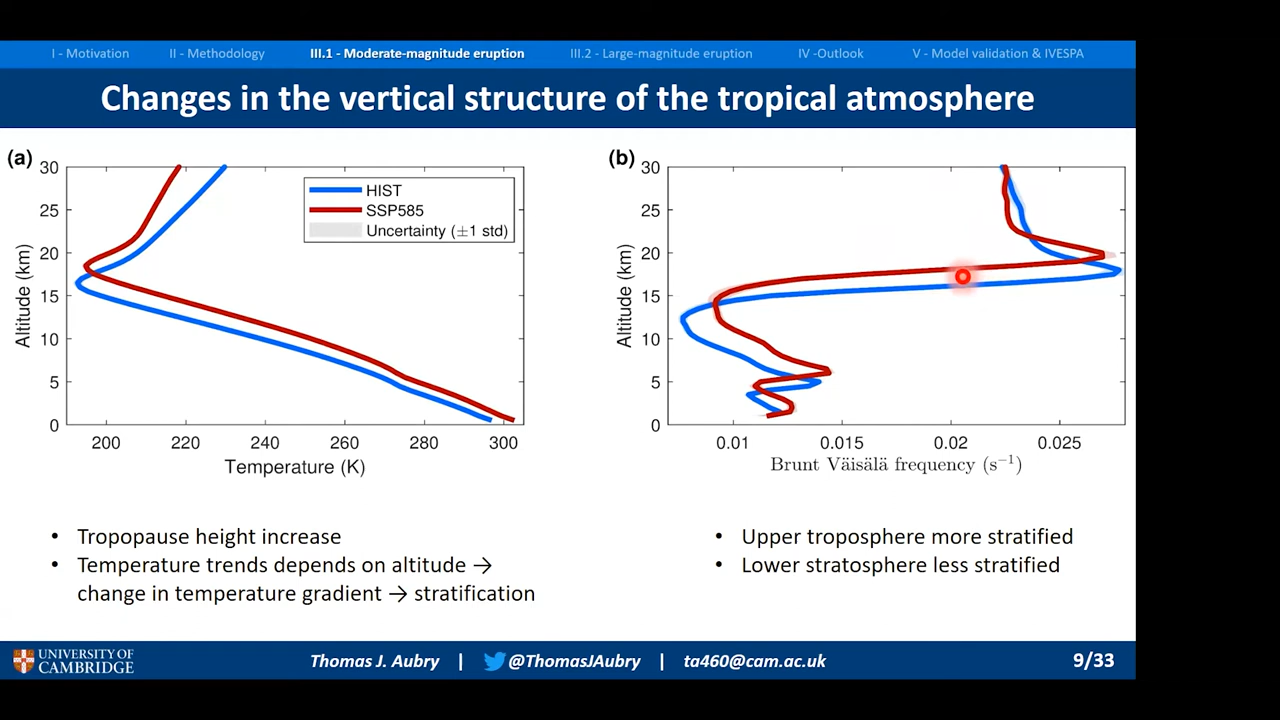 I - Motivation II - Methodology III.1 - Moderate-magnitude eruption III.2 - Large-magnitude eruption IV -Outlook V - Model validation & IVESPA
Changes in the vertical structure of the tropical atmosphere
(a)
30
25
20
15
10
5
0
Altitude (km)
HIST
SSP585
Uncertainty (±1 std)
200 220 240 260 280 300
Temperature (K)
(b)
30
25
20
15
10
5
0
Altitude (km)
0.01 0.015 0.02 0.025
Brunt Väisälä frequency (s⁻¹)
• Tropopause height increase
• Temperature trends depends on altitude →
change in temperature gradient → stratification
• Upper troposphere more stratified
• Lower stratosphere less stratified
UNIVERSITY OF
CAMBRIDGE
Thomas J. Aubry | @ThomasJAubry | ta460@cam.ac.uk
9/33